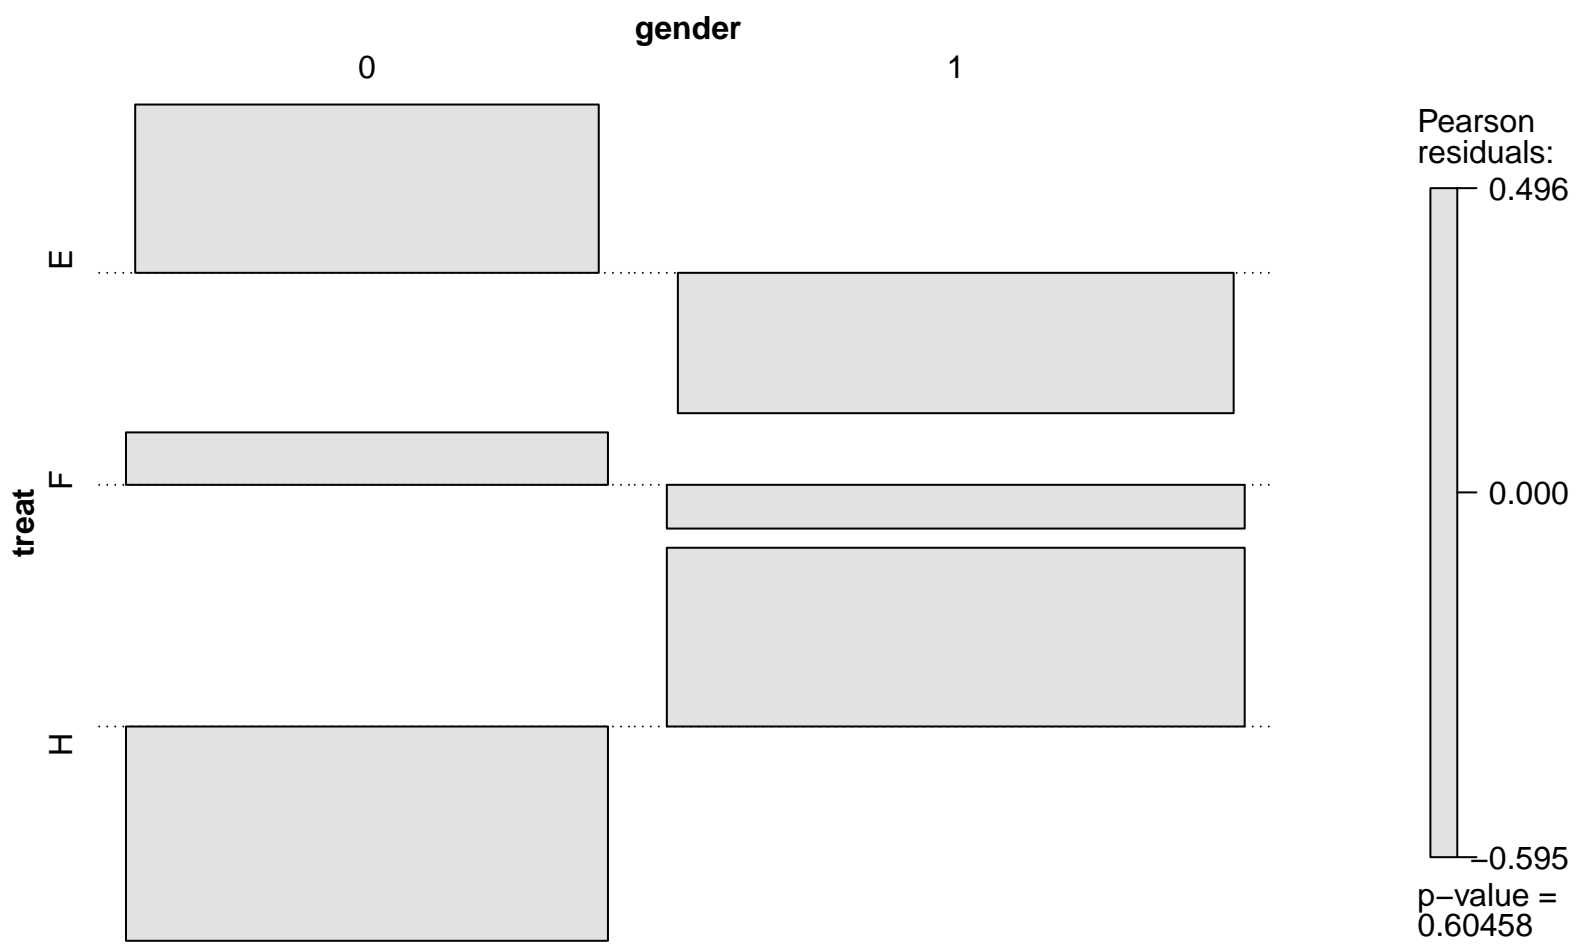 gender
0
1
Pearson
residuals:
0.496
E
F
0.000
treat
H
−0.595
p−value =
0.60458